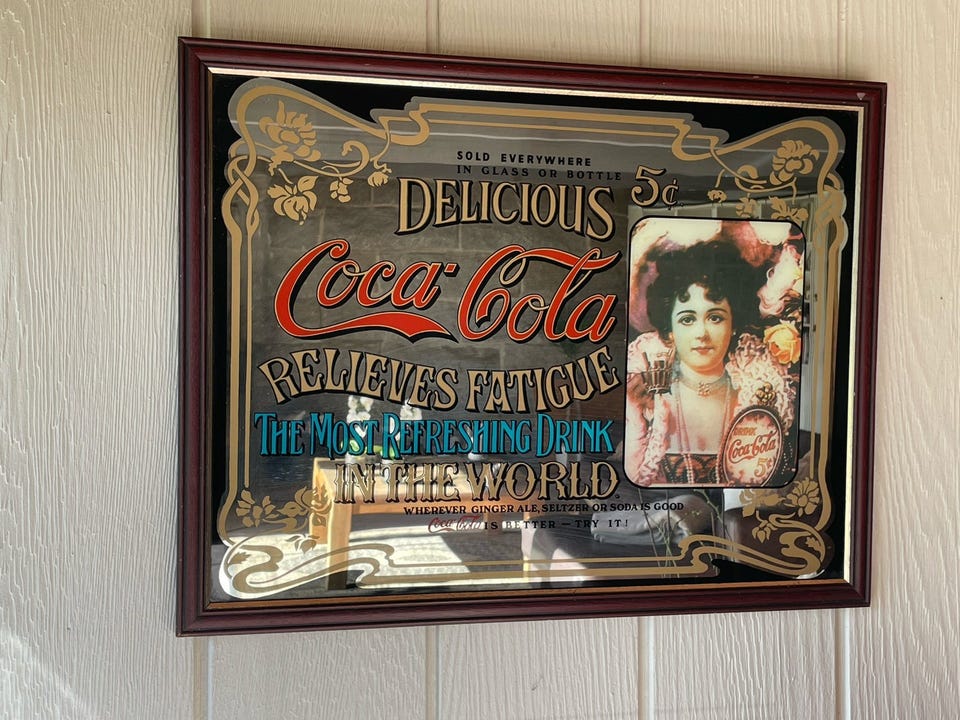 SOLD EVERYWHERE
IN GLASS OR BOTTLE
DELICIOUS 5¢
Coca-Cola
RELIEVES FATIGUE
THE MOST REFRESHING DRINK
IN THE WORLD.
WHEREVER GINGER ALE, SELTZER OR SODA IS GOOD
Coca-Cola IS BETTER - TRY IT!
DRINK
Coca-Cola
5¢